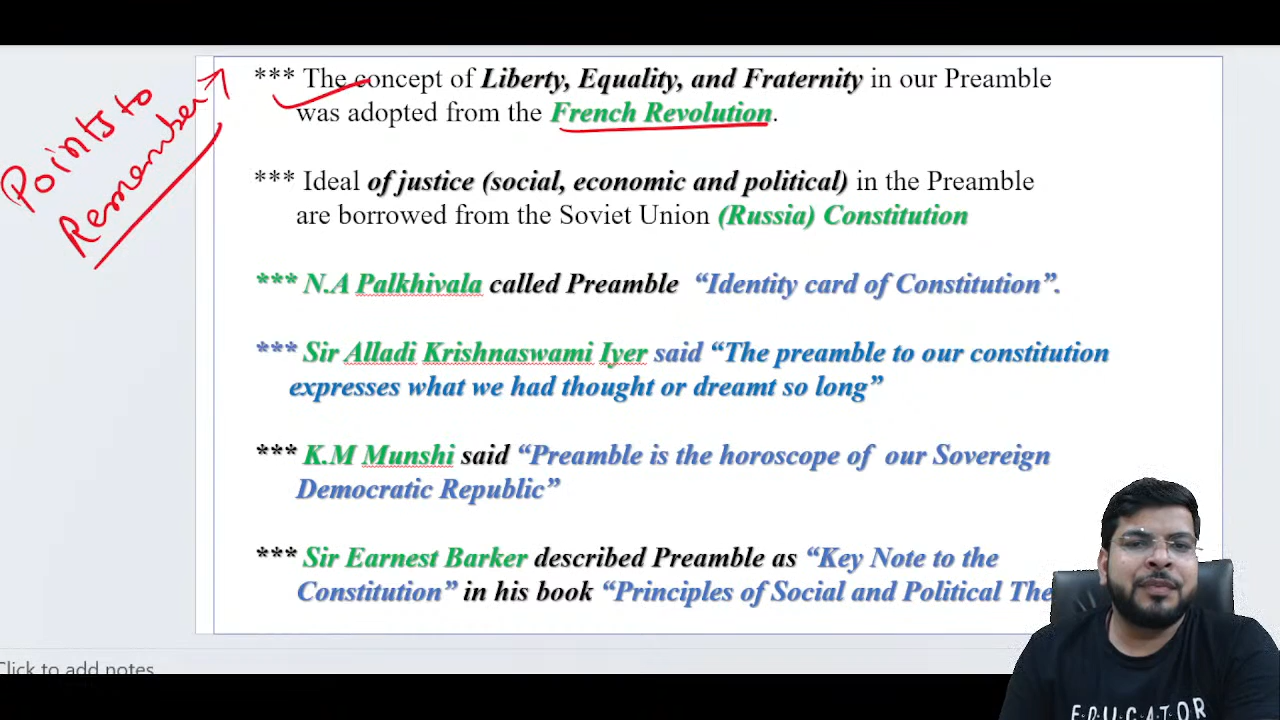 Points to
Remember
*** The concept of Liberty, Equality, and Fraternity in our Preamble
was adopted from the French Revolution.
*** Ideal of justice (social, economic and political) in the Preamble
are borrowed from the Soviet Union (Russia) Constitution
*** N.A Palkhivala called Preamble “Identity card of Constitution”.
*** Sir Alladi Krishnaswami Iyer said “The preamble to our constitution
expresses what we had thought or dreamt so long”
*** K.M Munshi said “Preamble is the horoscope of our Sovereign
Democratic Republic”
*** Sir Earnest Barker described Preamble as “Key Note to the
Constitution” in his book “Principles of Social and Political The
Click to add notes
EDUCATOR